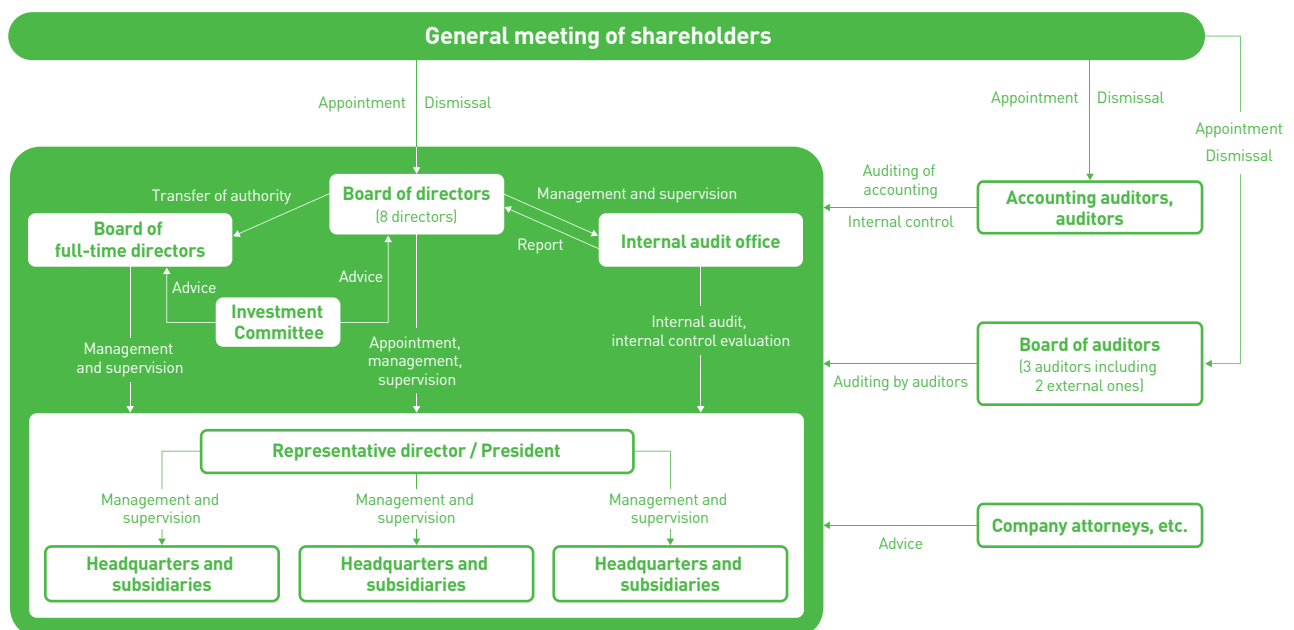 General meeting of shareholders
Appointment
Dismissal
Appointment
Dismissal
Appointment
Dismissal
Transfer of authority
Board of directors
(8 directors)
Management and supervision
Report
Board of
full-time directors
Internal audit office
Advice
Advice
Investment
Committee
Management
and supervision
Appointment,
management,
supervision
Internal audit,
internal control evaluation
Auditing of
accounting
Internal control
Accounting auditors,
auditors
Auditing by auditors
Board of auditors
(3 auditors including
2 external ones)
Representative director / President
Management and
supervision
Management and
supervision
Management and
supervision
Headquarters and
subsidiaries
Headquarters and
subsidiaries
Headquarters and
subsidiaries
Advice
Company attorneys, etc.